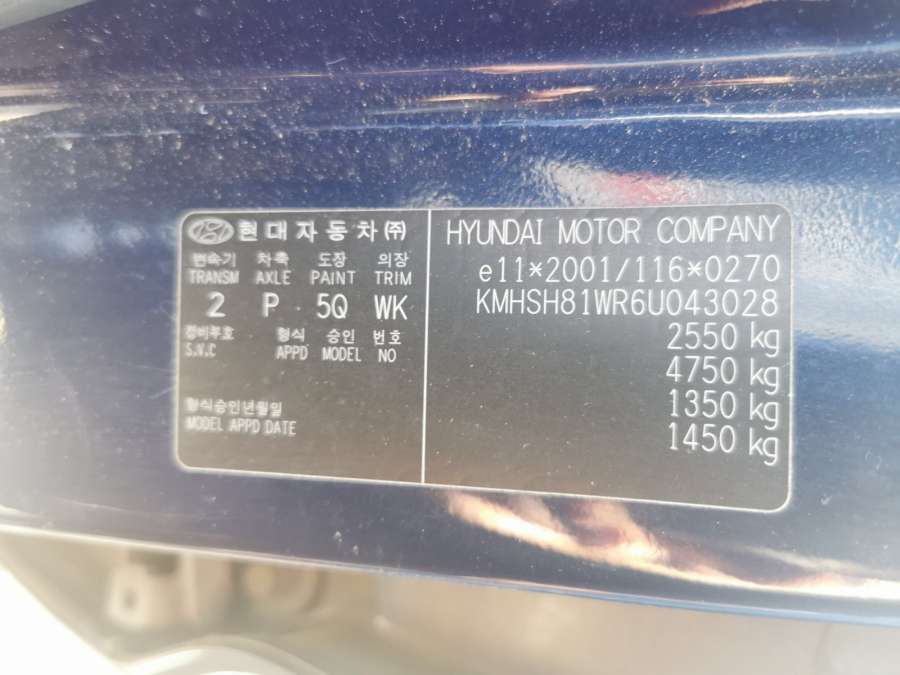 현대자동차㈜
변속기 차축 도장 의장
TRANSM AXLE PAINT TRIM
2 P 5Q WK
정비부호 형식 승인 번호
S.V.C APPD MODEL NO
형식승인년월일
MODEL APPD DATE
HYUNDAI MOTOR COMPANY
e11*2001/116*0270
KMHSH81WR6U043028
2550 kg
4750 kg
1350 kg
1450 kg